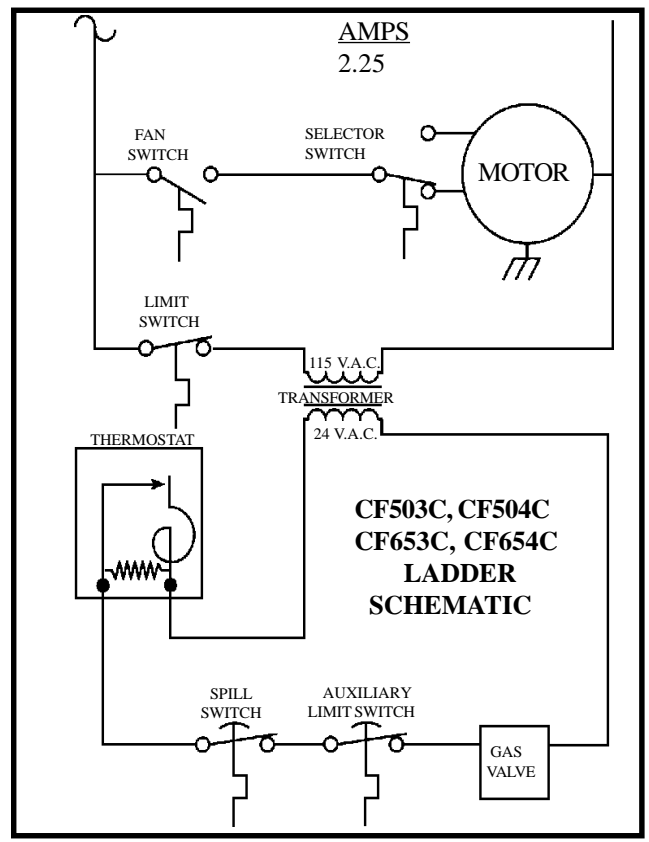 AMPS
2.25
FAN
SWITCH
SELECTOR
SWITCH
MOTOR
LIMIT
SWITCH
115 V.A.C.
TRANSFORMER
24 V.A.C.
THERMOSTAT
CF503C, CF504C
CF653C, CF654C
LADDER
SCHEMATIC
SPILL
SWITCH
AUXILIARY
LIMIT SWITCH
GAS
VALVE